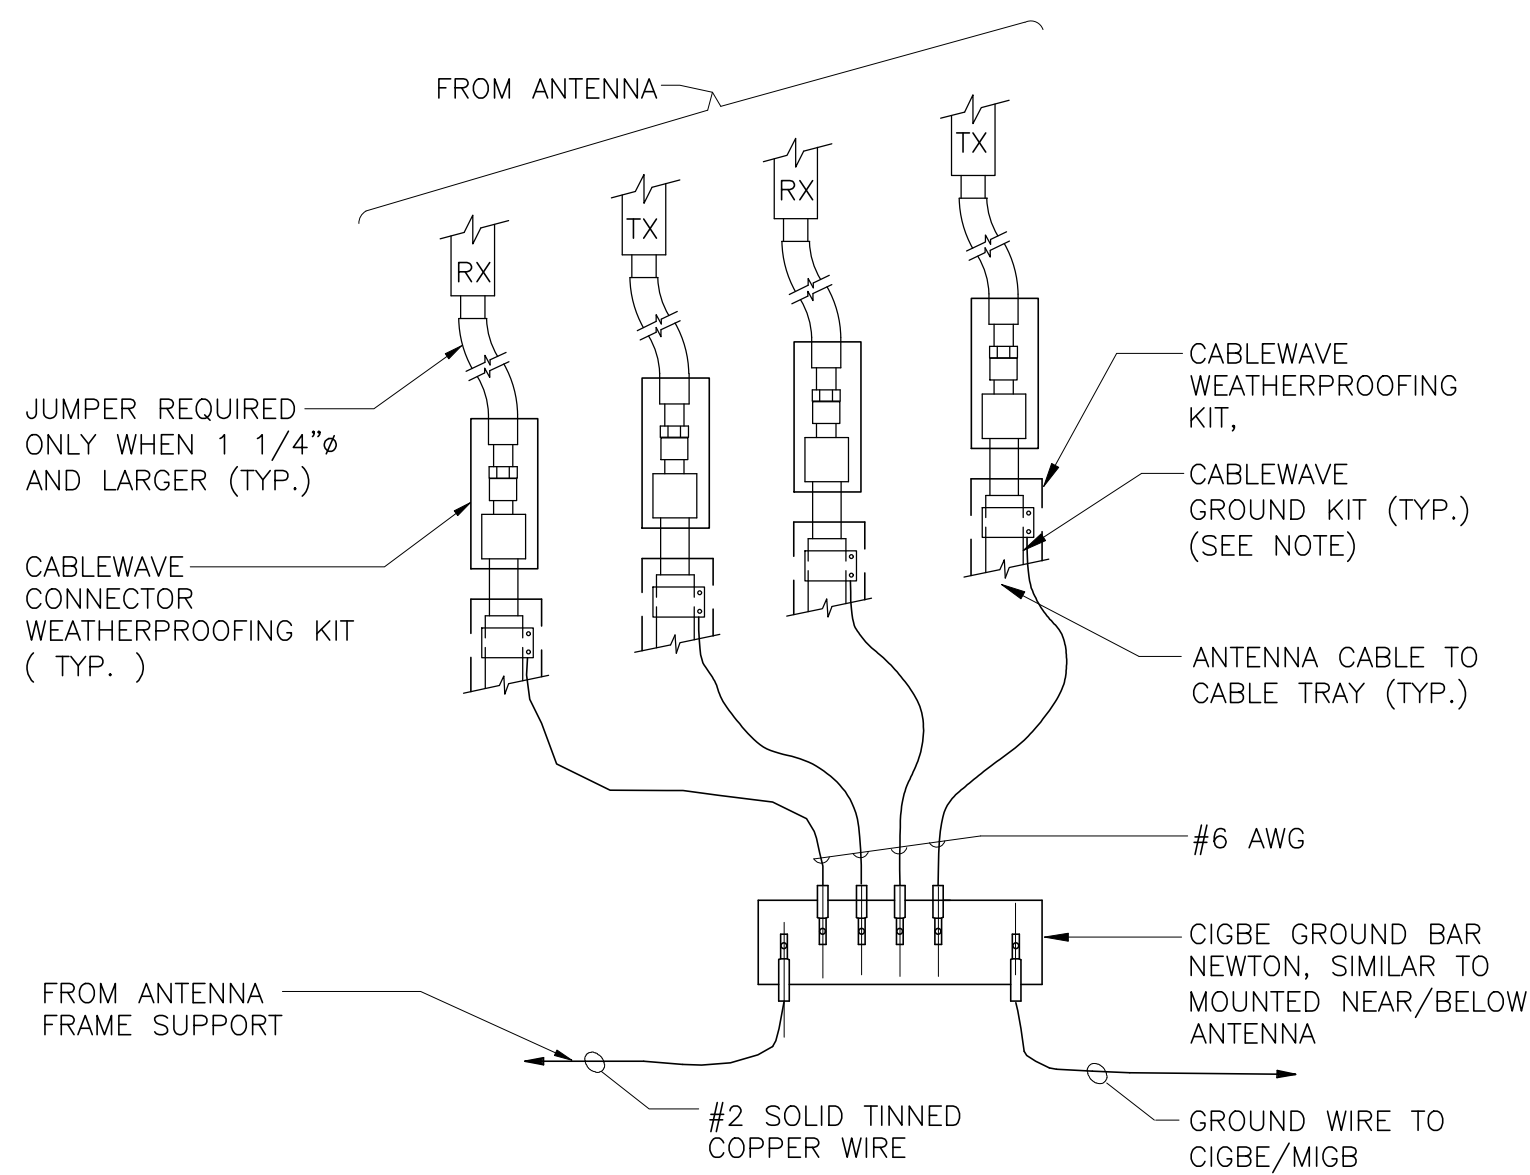 FROM ANTENNA
TX
RX
TX
RX
JUMPER REQUIRED
ONLY WHEN 1 1/4"ø
AND LARGER (TYP.)
CABLEWAVE
CONNECTOR
WEATHERPROOFING KIT
( TYP. )
CABLEWAVE
WEATHERPROOFING
KIT,
CABLEWAVE
GROUND KIT (TYP.)
(SEE NOTE)
ANTENNA CABLE TO
CABLE TRAY (TYP.)
#6 AWG
CIGBE GROUND BAR
NEWTON, SIMILAR TO
MOUNTED NEAR/BELOW
ANTENNA
FROM ANTENNA
FRAME SUPPORT
#2 SOLID TINNED
COPPER WIRE
GROUND WIRE TO
CIGBE/MIGB